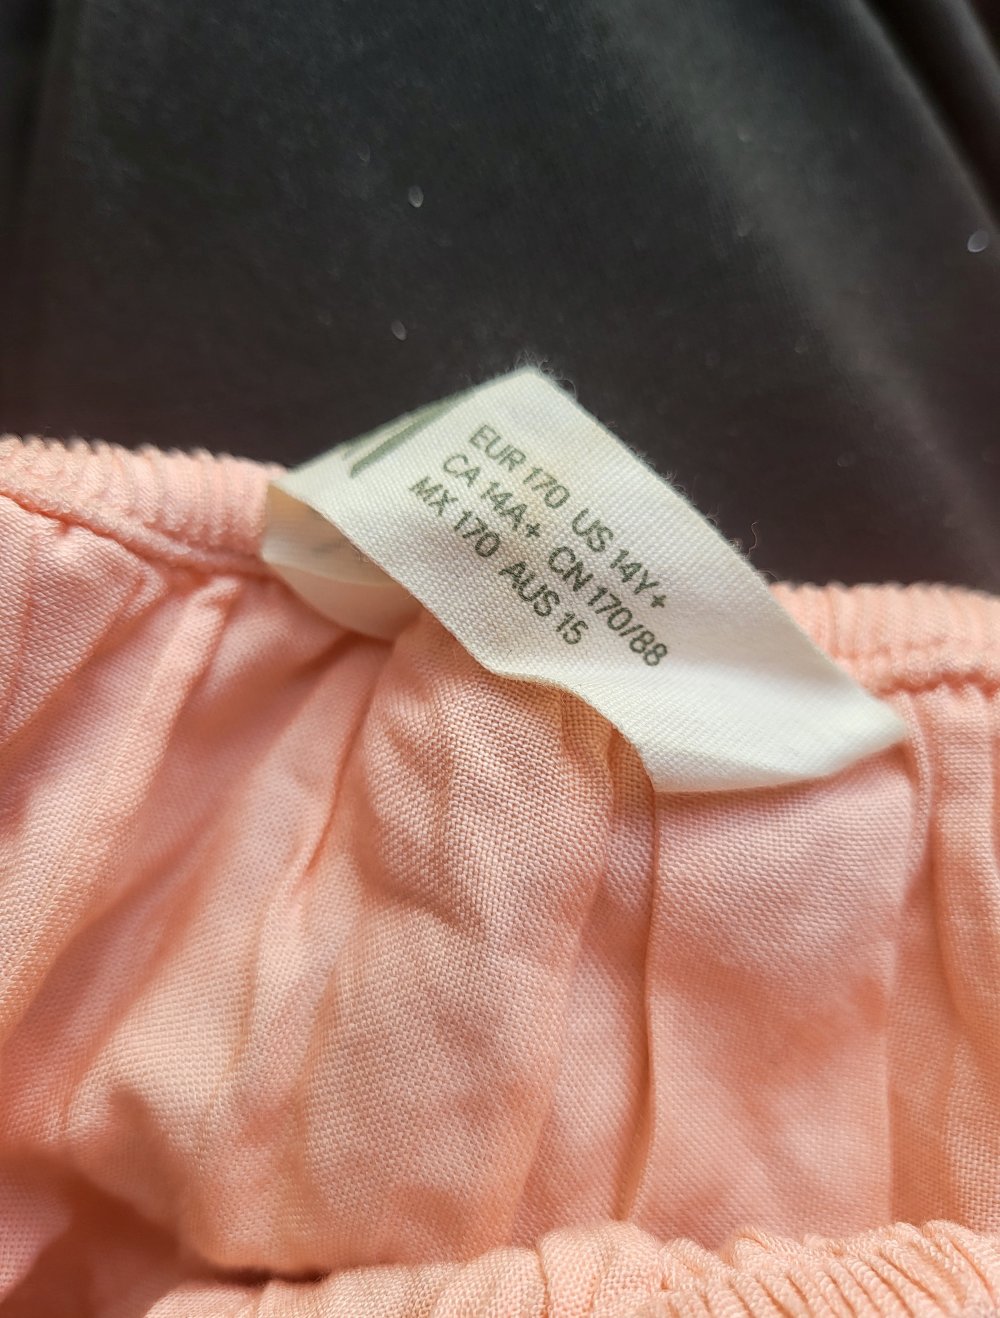 EUR 170 US 14Y+
CA 14A+ CN 170/88
MX 170 AUS 15